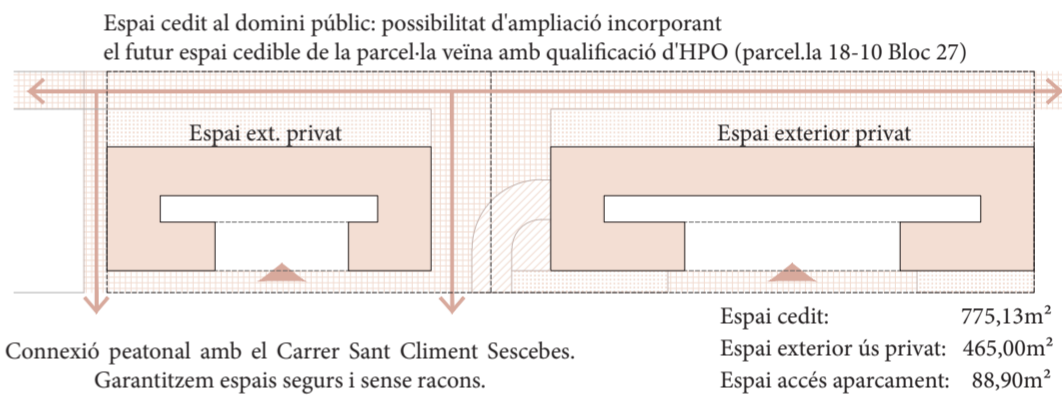 Espai cedit al domini públic: possibilitat d'ampliació incorporant
el futur espai cedible de la parcel·la veïna amb qualificació d'HPO (parcel.la 18-10 Bloc 27)
Espai ext. privat
Espai exterior privat
Connexió peatonal amb el Carrer Sant Climent Sescebes.
Garantitzem espais segurs i sense racons.
Espai cedit: 775,13m²
Espai exterior ús privat: 465,00m²
Espai accés aparcament: 88,90m²